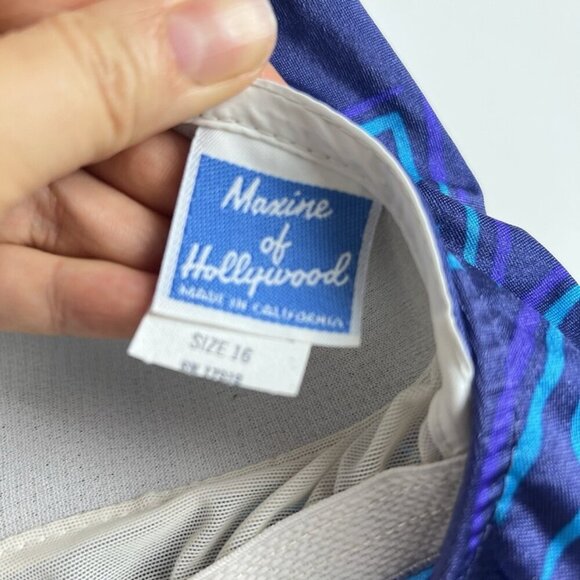 Maxine
of
Hollywood
MADE IN CALIFORNIA
SIZE 16